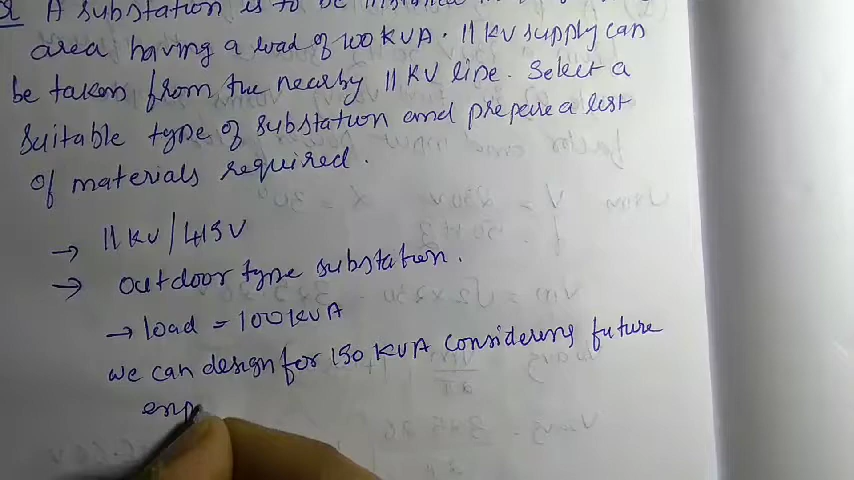 A substation is to be
area having a load of 100 KVA. 11 KV supply can
be taken from the nearby 11 KV line. Select a
suitable type of substation and prepare a list
of materials required.
→ 11 KV / 415V
→ outdoor type substation.
→ load = 100 KVA
we can design for 150 KVA considering future
exp